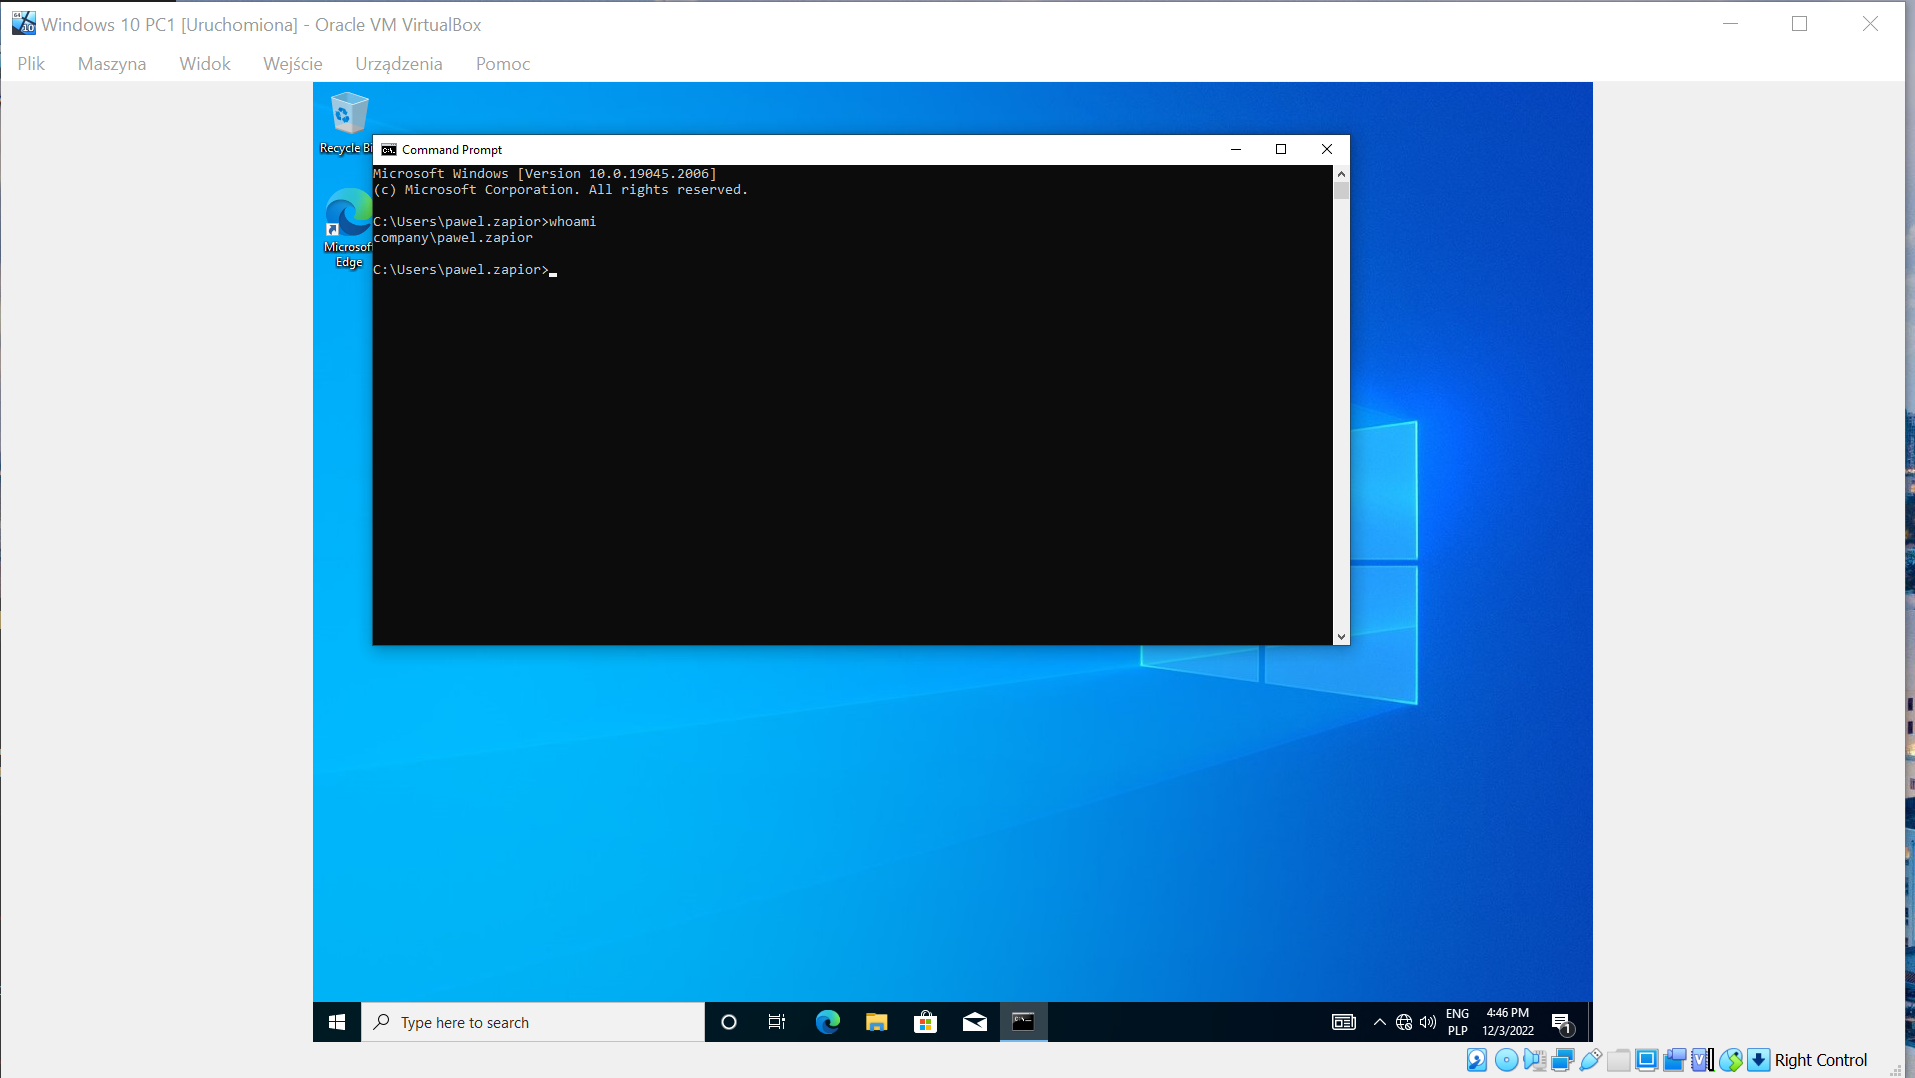 Windows 10 PC1 [Uruchomiona] - Oracle VM VirtualBox
Plik Maszyna Widok Wejście Urządzenia Pomoc
Recycle Bi
Command Prompt
Microsoft Windows [Version 10.0.19045.2006]
(c) Microsoft Corporation. All rights reserved.
C:\Users\pawel.zapior>whoami
company\pawel.zapior
C:\Users\pawel.zapior>
Microsof
Edge
Type here to search
ENG
PLP
4:46 PM
12/3/2022
1
Right Control